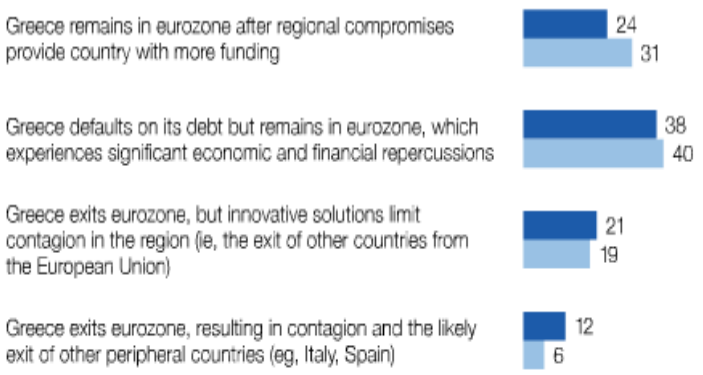 Greece remains in eurozone after regional compromises
provide country with more funding
24
31
Greece defaults on its debt but remains in eurozone, which
experiences significant economic and financial repercussions
38
40
Greece exits eurozone, but innovative solutions limit
contagion in the region (ie, the exit of other countries from
the European Union)
21
19
Greece exits eurozone, resulting in contagion and the likely
exit of other peripheral countries (eg, Italy, Spain)
12
6